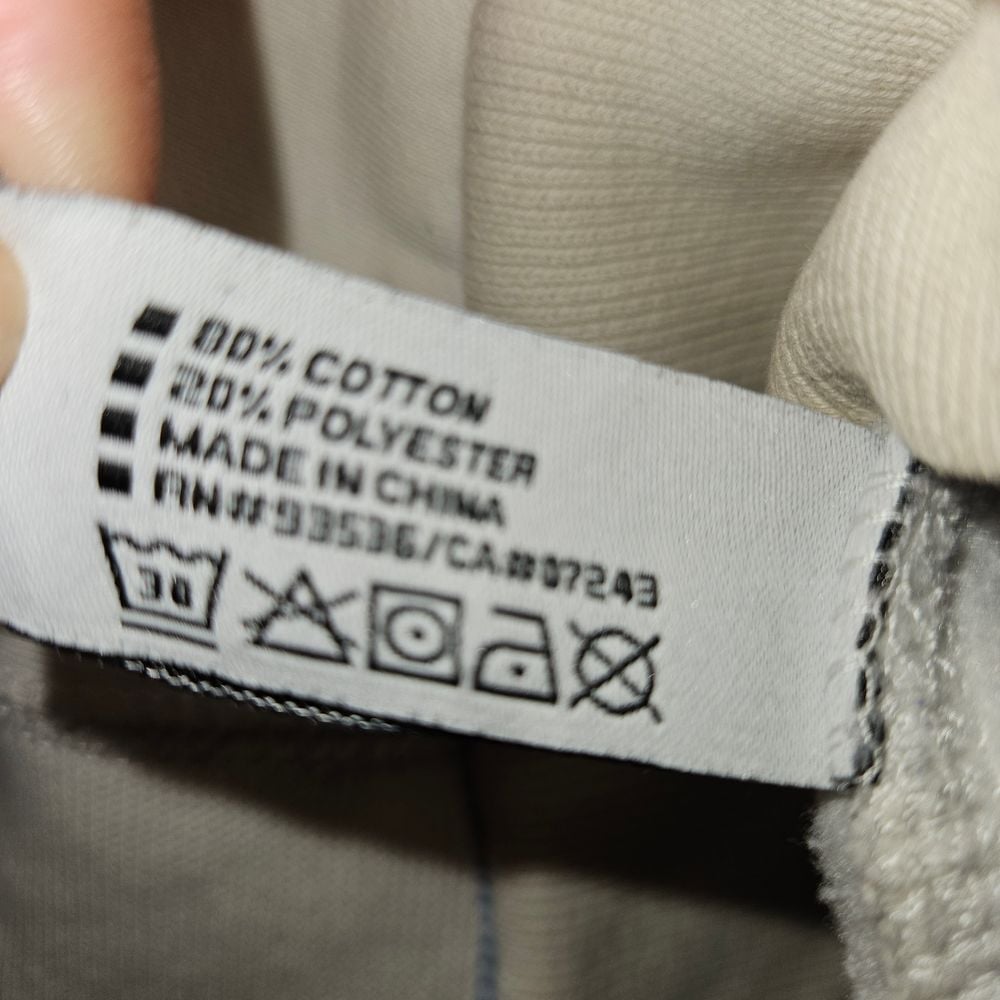 80% COTTON
20% POLYESTER
MADE IN CHINA
RN#93536/CA#07243
30